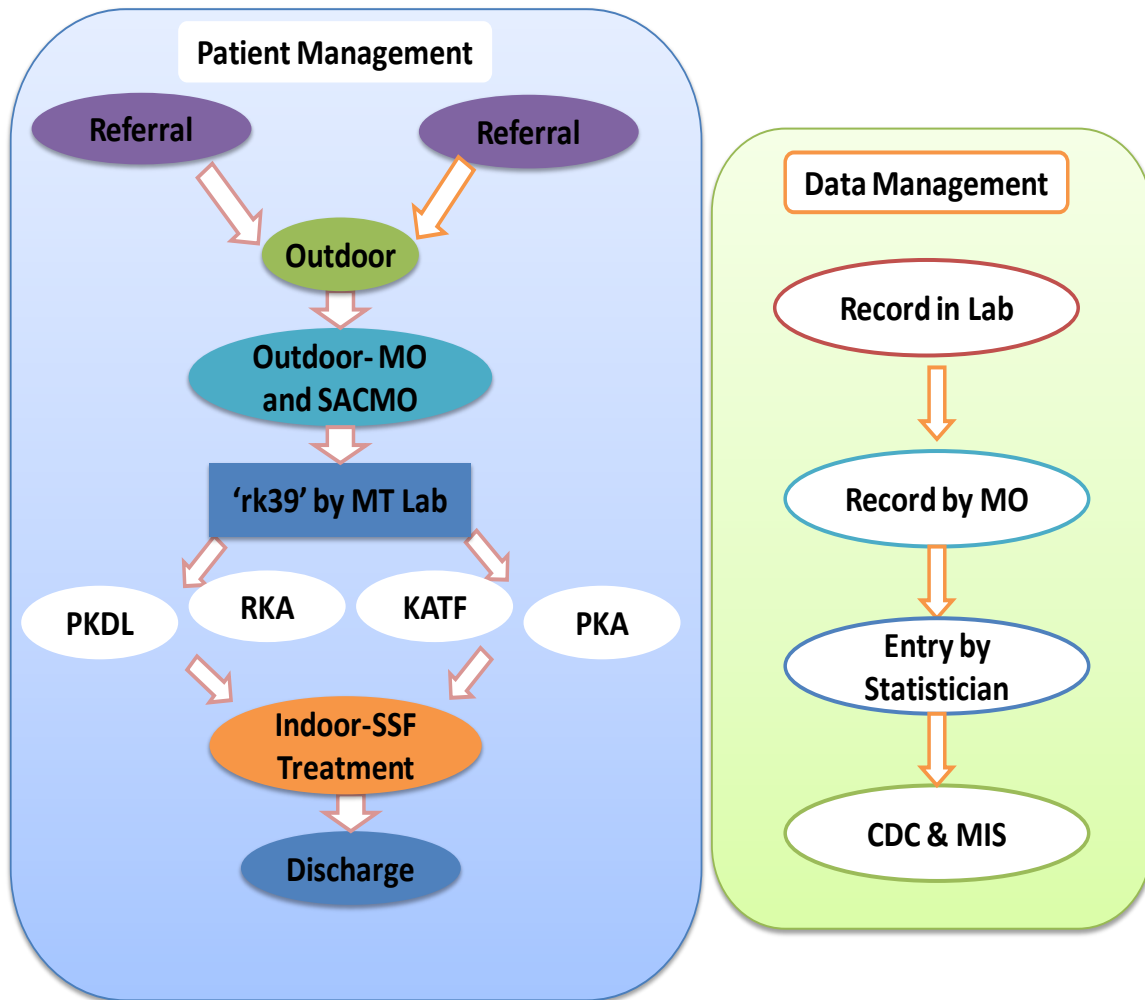 Patient Management
Referral
Referral
Outdoor
Outdoor- MO
and SACMO
‘rk39’ by MT Lab
PKDL
RKA
KATF
PKA
Indoor-SSF
Treatment
Discharge
Data Management
Record in Lab
Record by MO
Entry by
Statistician
CDC & MIS